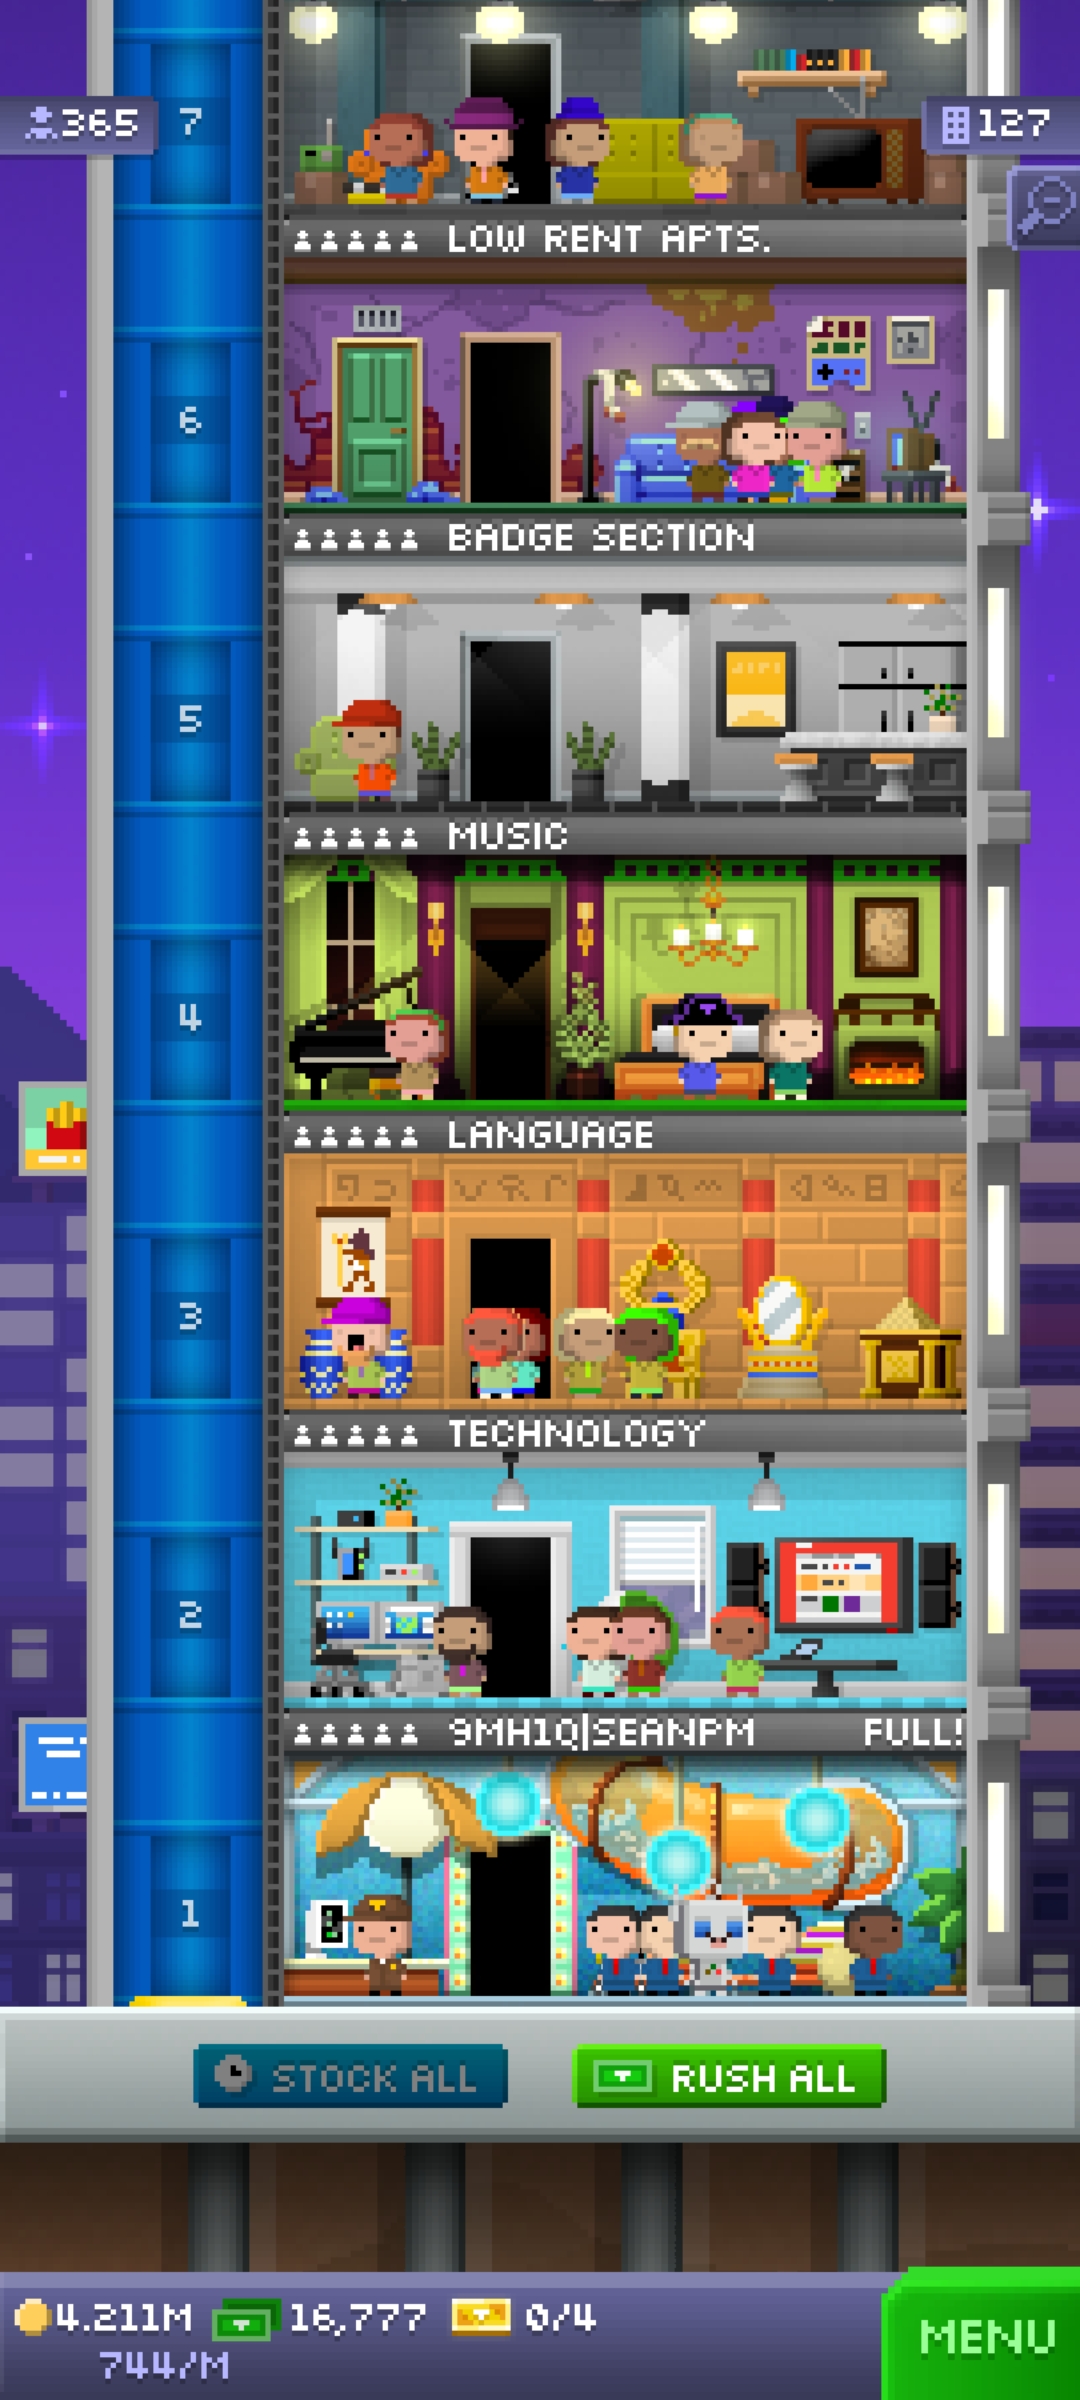 365
7
127
LOW RENT APTS.
6
BADGE SECTION
5
MUSIC
4
LANGUAGE
3
TECHNOLOGY
2
9MH1Q|SEANPM FULL!
1
STOCK ALL
RUSH ALL
4.211M 16,777 0/4
744/M
MENU